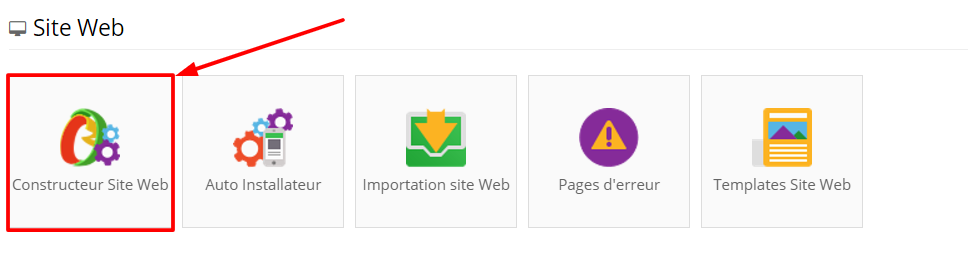 Site Web
Constructeur Site Web
Auto Installateur
Importation site Web
Pages d'erreur
Templates Site Web